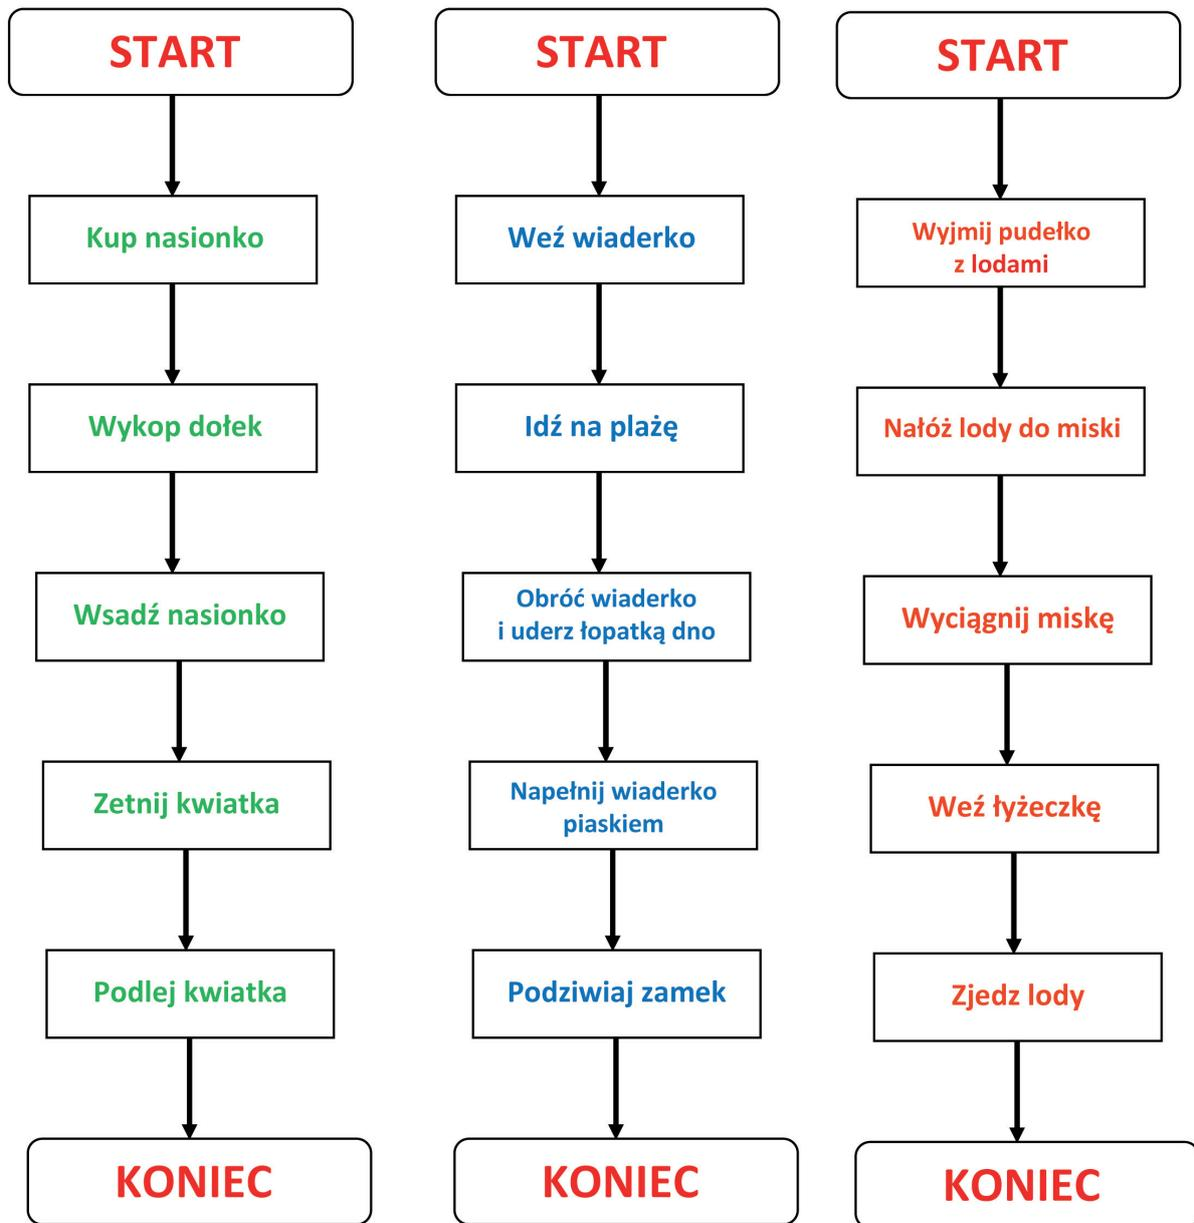 START
Kup nasionko
Wykop dołek
Wsadź nasionko
Zetnij kwiatka
Podlej kwiatka
KONIEC
START
Weź wiaderko
Idź na plażę
Obróć wiaderko
i uderz łopatką dno
Napełnij wiaderko
piaskiem
Podziwiaj zamek
KONIEC
START
Wyjmij pudełko
z lodami
Nałóż lody do miski
Wyciągnij miskę
Weź łyżeczkę
Zjedz lody
KONIEC